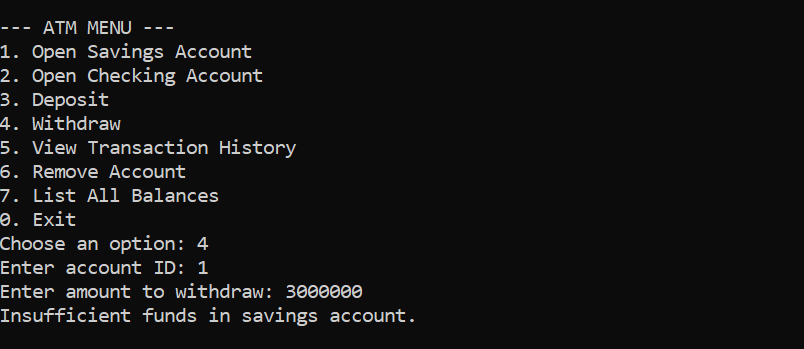 --- ATM MENU ---
1. Open Savings Account
2. Open Checking Account
3. Deposit
4. Withdraw
5. View Transaction History
6. Remove Account
7. List All Balances
0. Exit
Choose an option: 4
Enter account ID: 1
Enter amount to withdraw: 3000000
Insufficient funds in savings account.